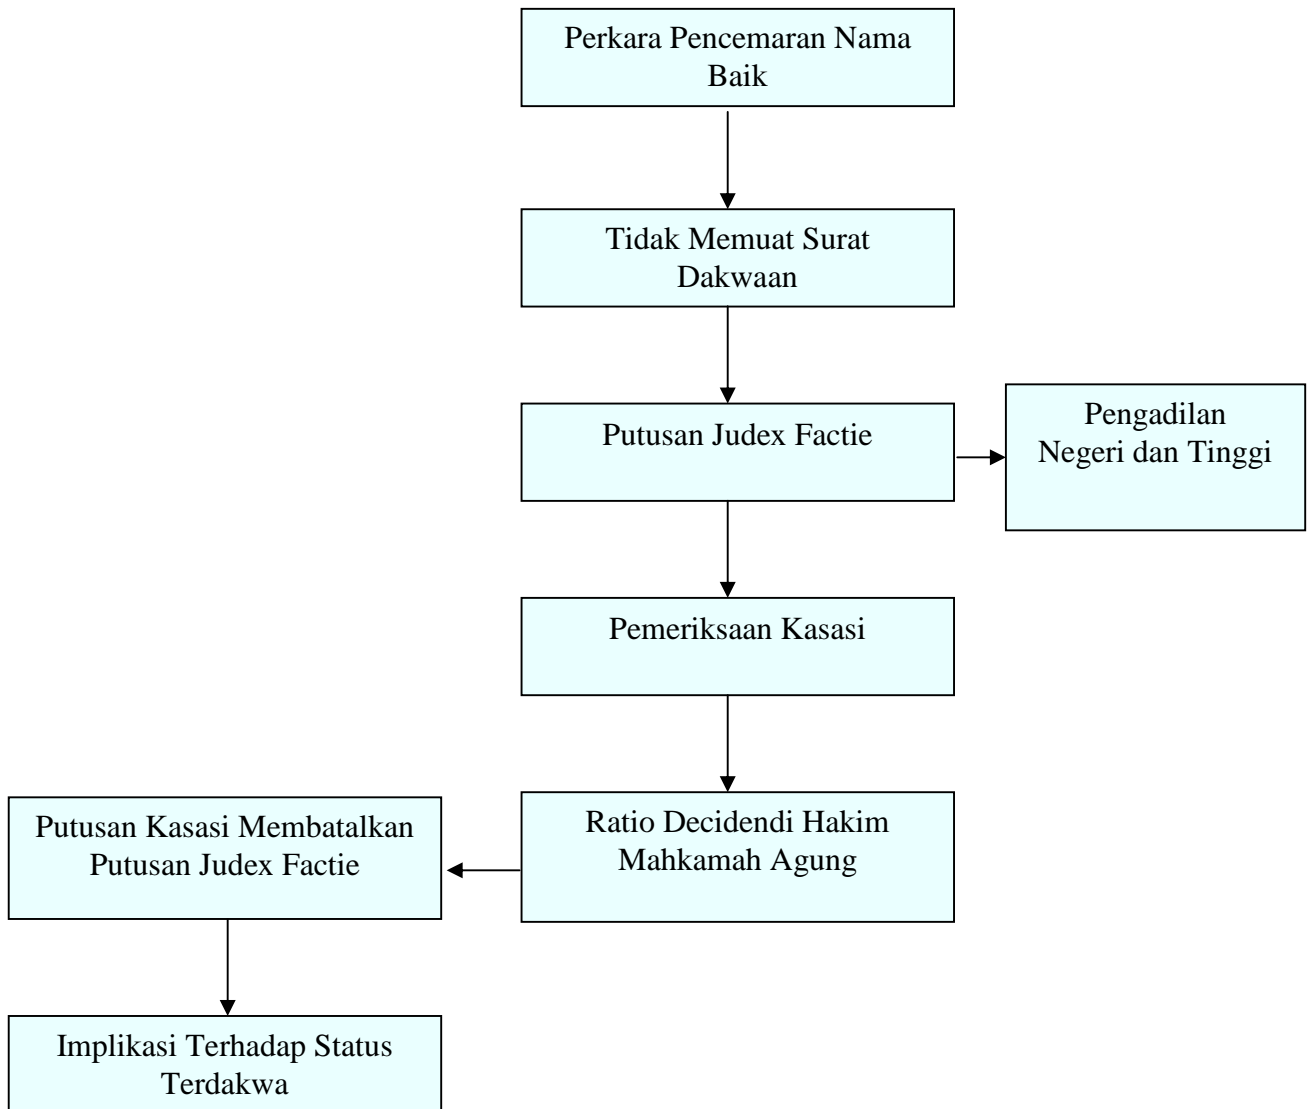 Perkara Pencemaran Nama
Baik
Tidak Memuat Surat
Dakwaan
Putusan Judex Factie
Pengadilan
Negeri dan Tinggi
Pemeriksaan Kasasi
Ratio Decidendi Hakim
Mahkamah Agung
Putusan Kasasi Membatalkan
Putusan Judex Factie
Implikasi Terhadap Status
Terdakwa